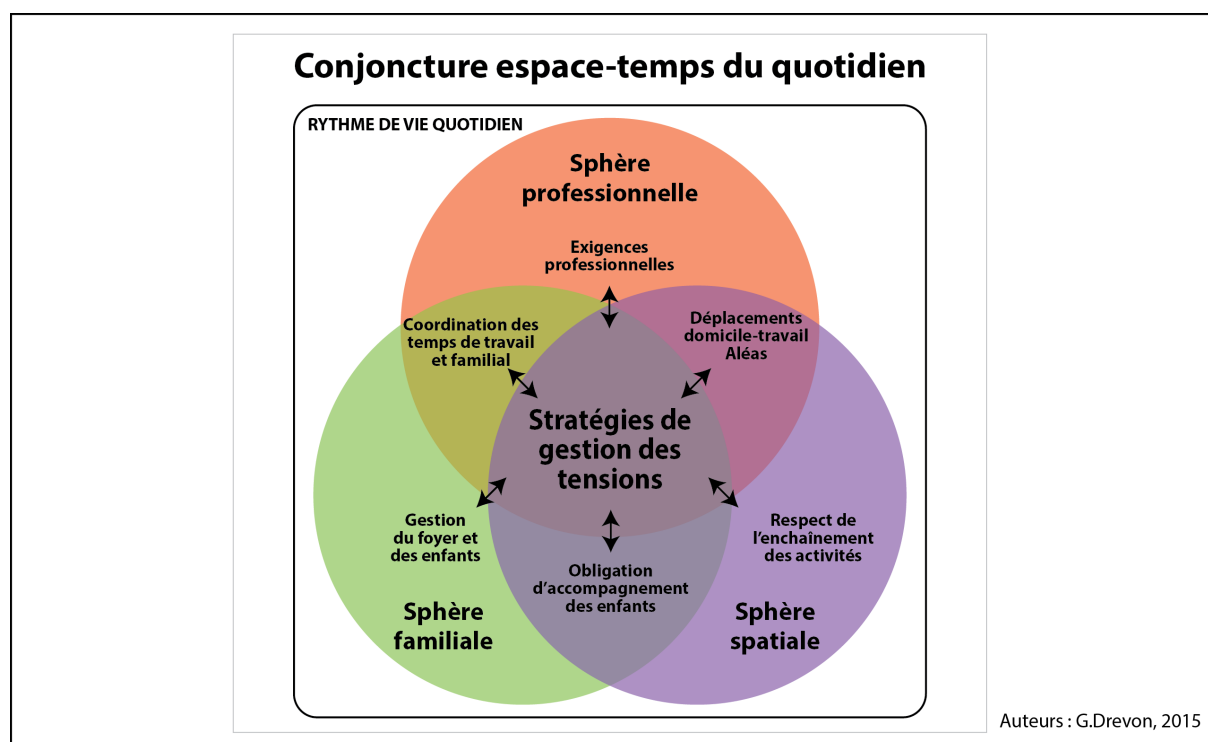 Conjoncture espace-temps du quotidien
RYTHME DE VIE QUOTIDIEN
Sphère
professionnelle
Exigences
professionnelles
Coordination des
temps de travail
et familial
Déplacements
domicile-travail
Aléas
Stratégies de
gestion des
tensions
Gestion
du foyer et
des enfants
Respect de
l'enchaînement
des activités
Obligation
d'accompagnement
des enfants
Sphère
familiale
Sphère
spatiale
Auteurs : G.Drevon, 2015